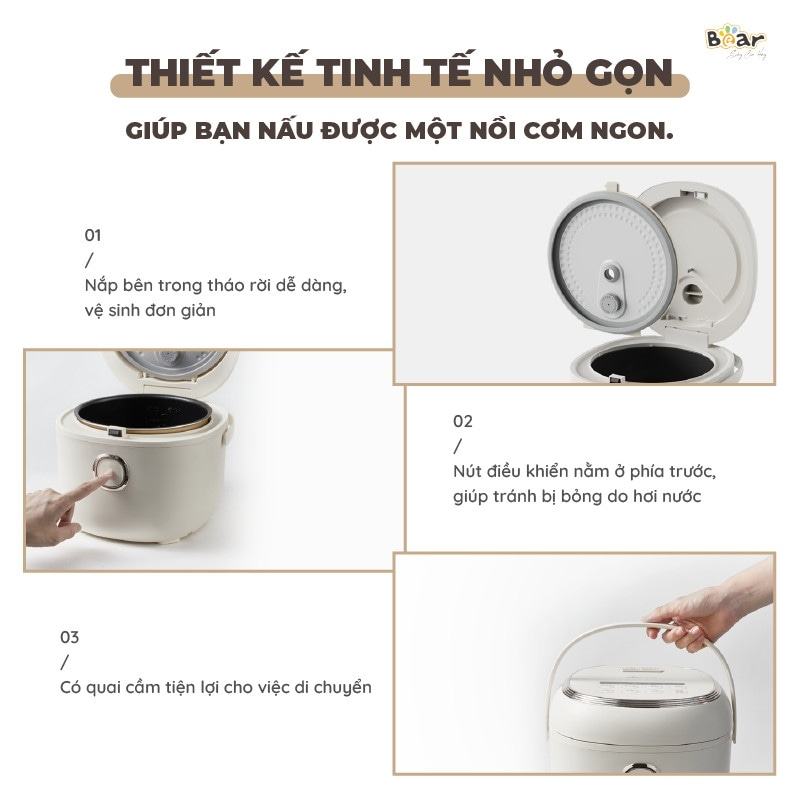 Bear
THIẾT KẾ TINH TẾ NHỎ GỌN
GIÚP BẠN NẤU ĐƯỢC MỘT NỒI CƠM NGON.
01
/
Nắp bên trong tháo rời dễ dàng,
vệ sinh đơn giản
02
/
Nút điều khiển nằm ở phía trước,
giúp tránh bị bỏng do hơi nước
03
/
Có quai cầm tiện lợi cho việc di chuyển